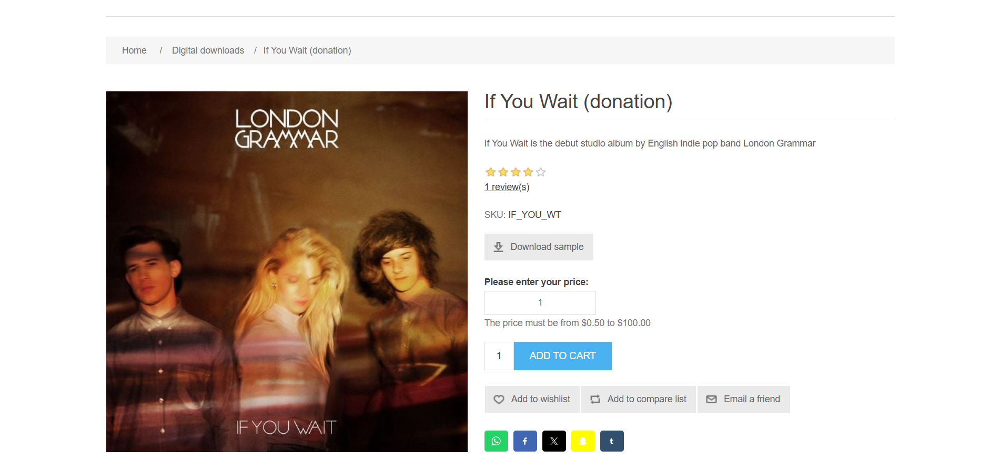 Home / Digital downloads / If You Wait (donation)
LONDON
GRAMMAR
IF YOU WAIT
If You Wait (donation)
If You Wait is the debut studio album by English indie pop band London Grammar
1 review(s)
SKU: IF_YOU_WT
Download sample
Please enter your price:
1
The price must be from $0.50 to $100.00
1 ADD TO CART
Add to wishlist Add to compare list Email a friend